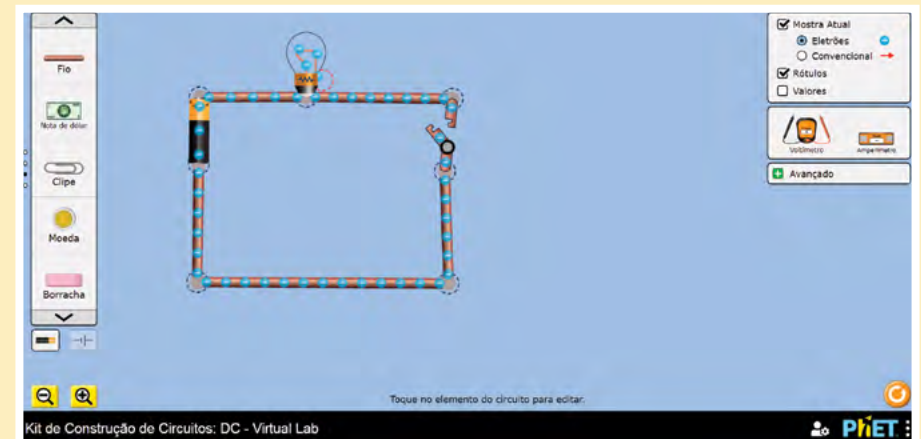 Fio
Nota de dólar
Clipe
Moeda
Borracha
Mostra Atual
Eletrões
Convencional
Rótulos
Valores
Voltímetro
Amperímetro
Avançado
Toque no elemento do circuito para editar.
Kit de Construção de Circuitos: DC - Virtual Lab
PhET